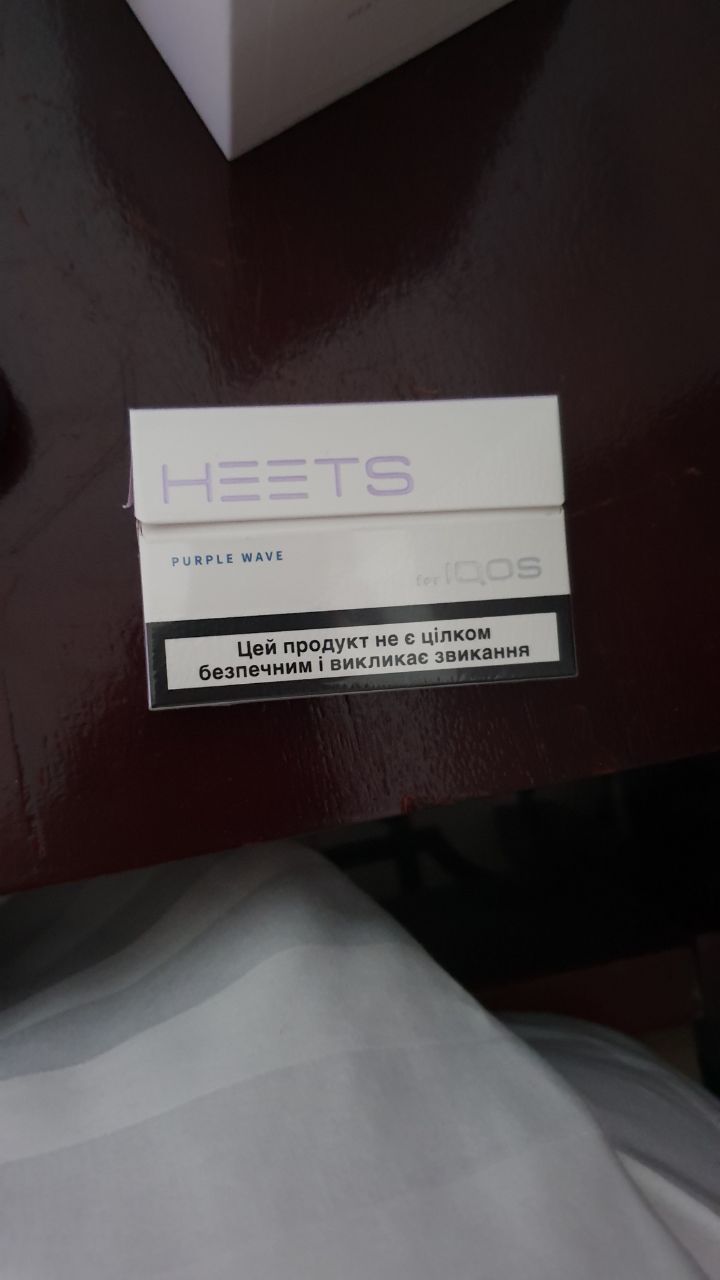 HEETS
PURPLE WAVE
for IQOS
Цей продукт не є цілком
безпечним і викликає звикання